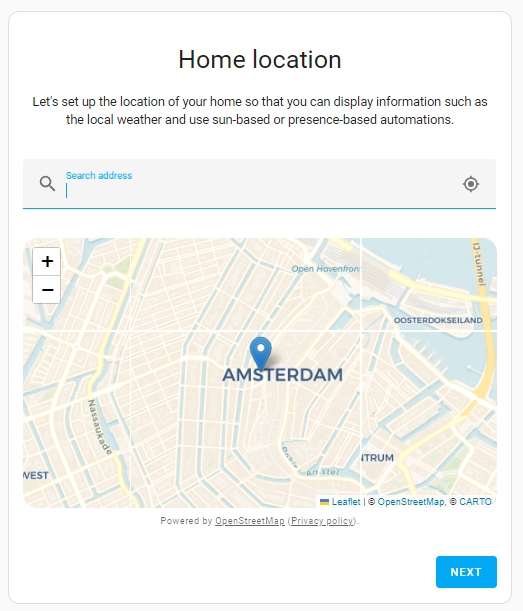 Home location
Let's set up the location of your home so that you can display information such as
the local weather and use sun-based or presence-based automations.
Search address
+
−
Open Havenfront
IJ-tunnel
OOSTERDOKSEILAND
AMSTERDAM
Nassaukade
WEST
NTRUM
Leaflet | © OpenStreetMap, © CARTO
Powered by OpenStreetMap (Privacy policy).
NEXT